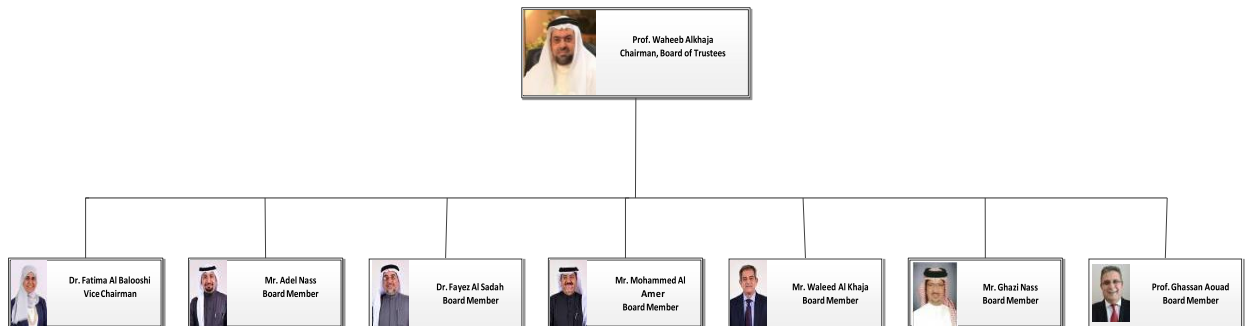 Prof. Waheeb Alkhaja
Chairman, Board of Trustees
Dr. Fatima Al Balooshi
Vice Chairman
Mr. Adel Nass
Board Member
Dr. Fayez Al Sadah
Board Member
Mr. Mohammed Al
Amer
Board Member
Mr. Waleed Al Khaja
Board Member
Mr. Ghazi Nass
Board Member
Prof. Ghassan Aouad
Board Member